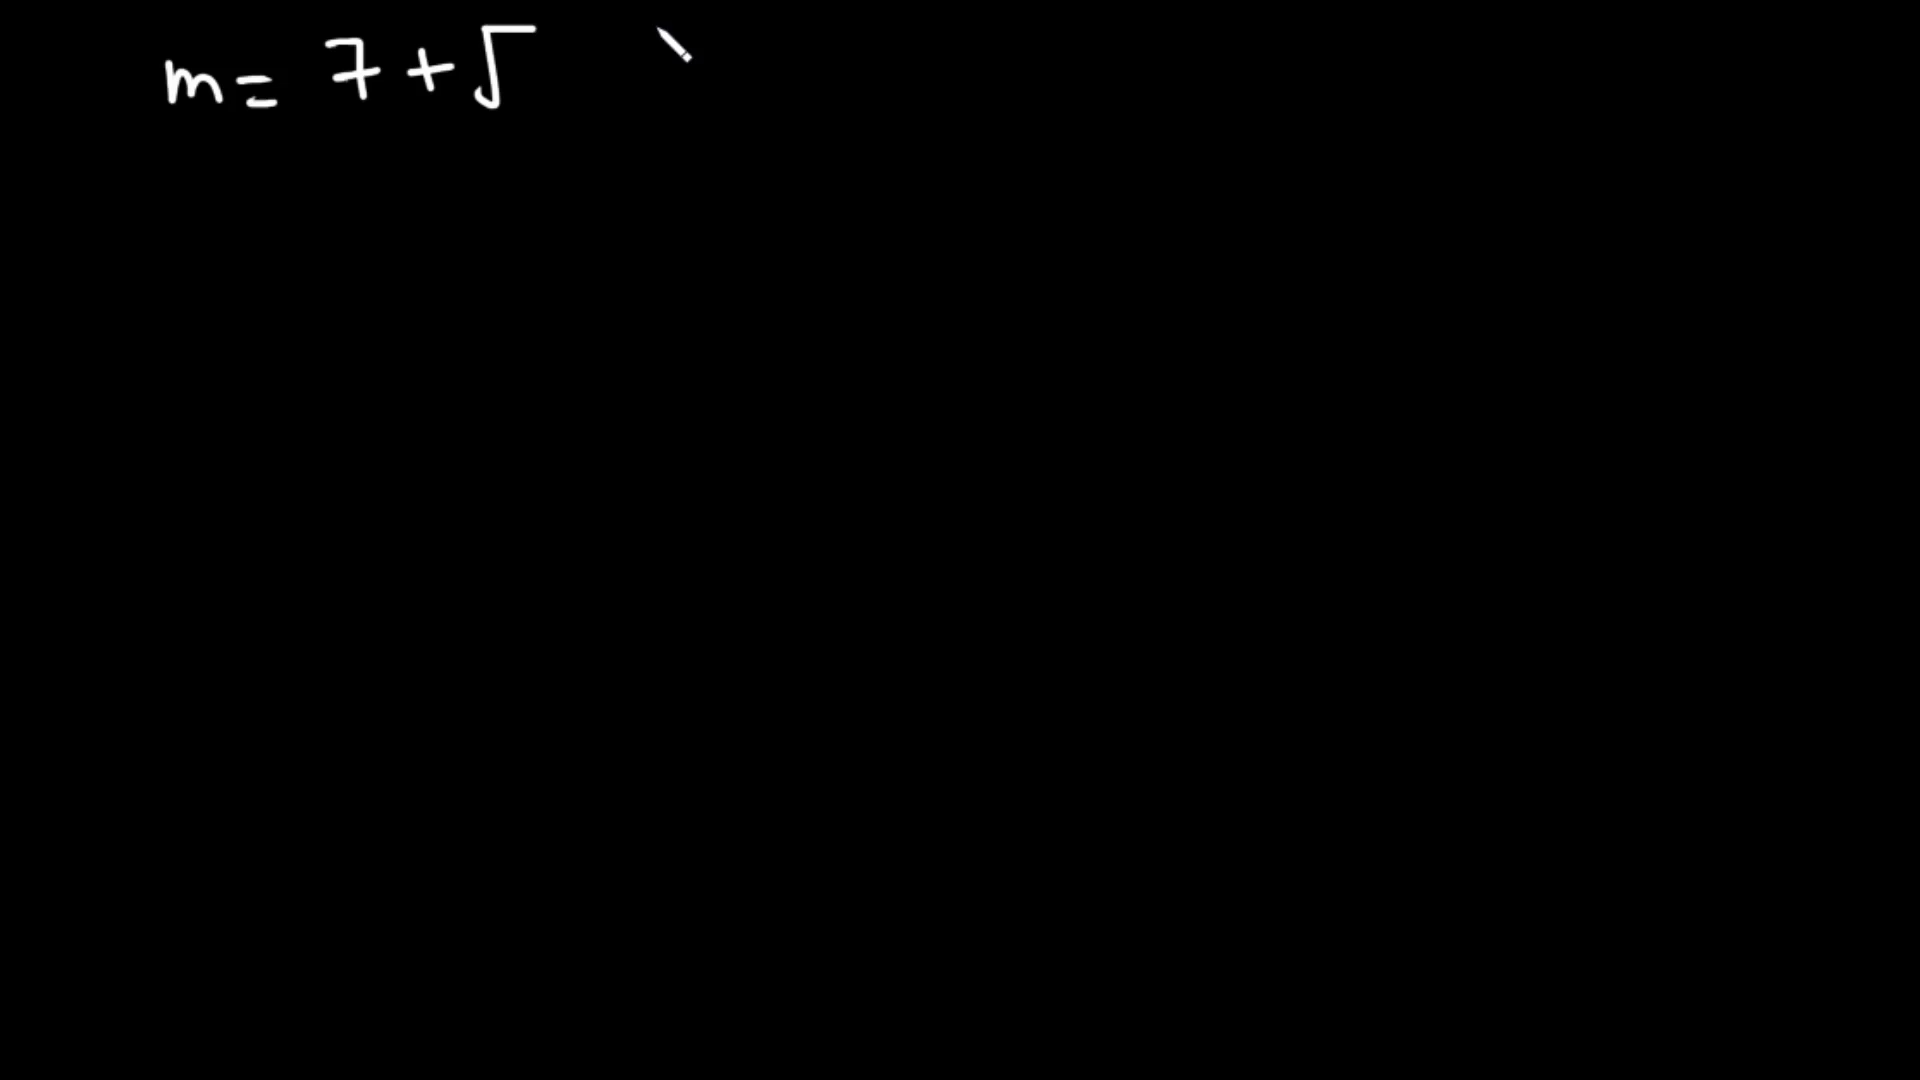 m = 7 + √